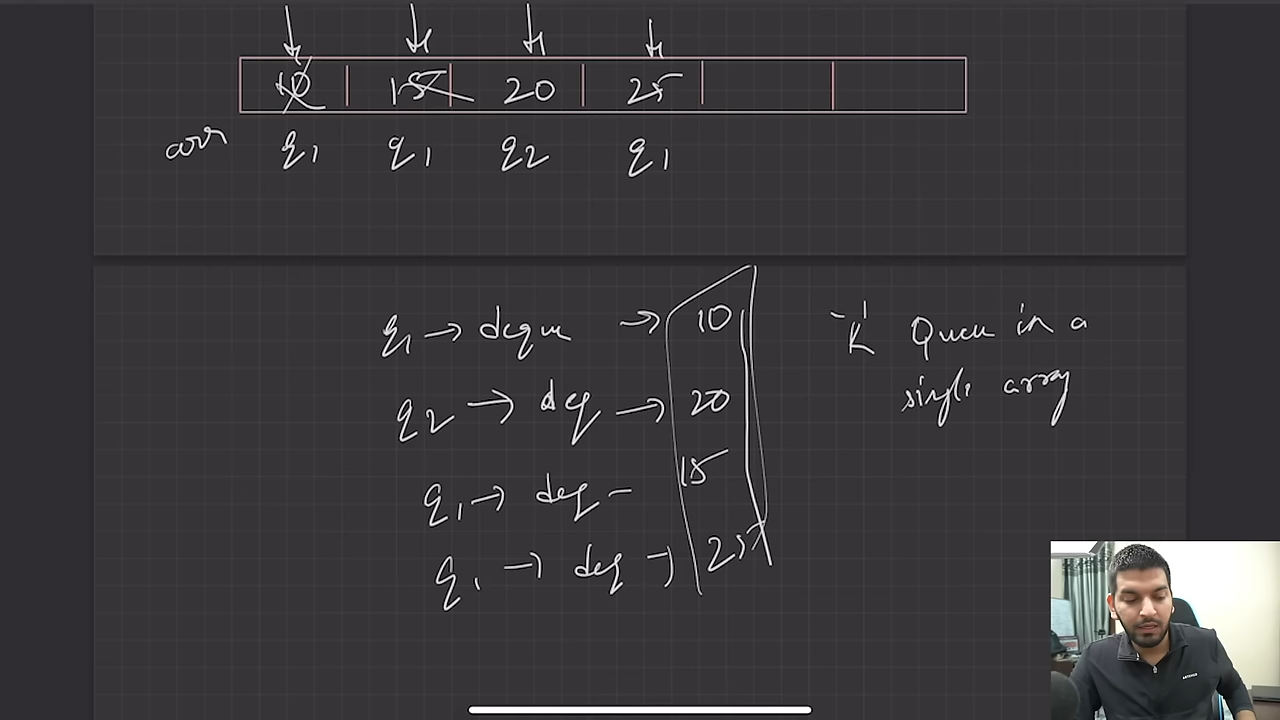 10 15 20 25
arr q1 q1 q2 q1
q1 → deque → 10
q2 → deq → 20
q1 → deq - 15
q1 → deq → 25
'K' Queue in a
single array